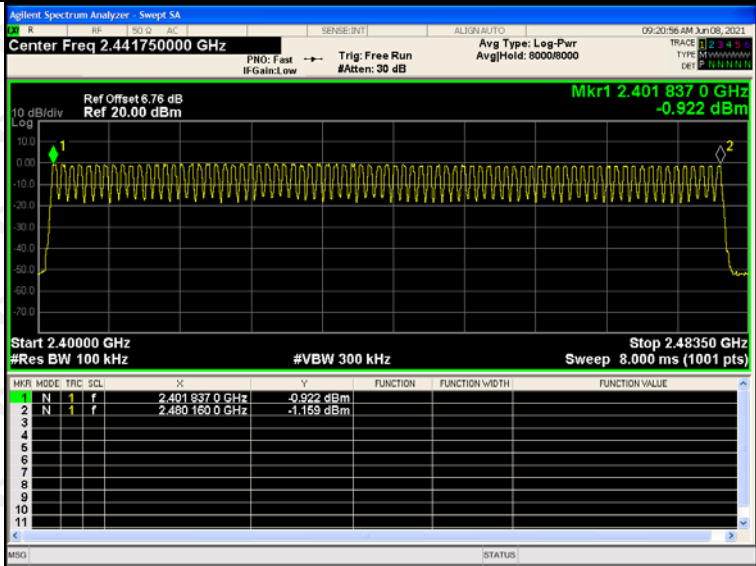 Agilent Spectrum Analyzer - Swept SA
R RF 50 Ω AC SENSE:INT ALIGN AUTO 09:20:56 AM Jun 08, 2021
Center Freq 2.441750000 GHz Avg Type: Log-Pwr TRACE 1 2 3 4 5 6
PNO: Fast Trig: Free Run Avg|Hold: 8000/8000 TYPE M
IFGain:Low #Atten: 30 dB DET P N N N N N
Mkr1 2.401 837 0 GHz
Ref Offset 6.76 dB
10 dB/div Ref 20.00 dBm -0.922 dBm
Log
10.0
1 2
0.00
-10.0
-20.0
-30.0
-40.0
-50.0
-60.0
-70.0
Start 2.40000 GHz Stop 2.48350 GHz
#Res BW 100 kHz #VBW 300 kHz Sweep 8.000 ms (1001 pts)
MKR MODE TRC SCL X Y FUNCTION FUNCTION WIDTH FUNCTION VALUE
1 N 1 f 2.401 837 0 GHz -0.922 dBm
2 N 1 f 2.480 160 0 GHz -1.159 dBm
3
4
5
6
7
8
9
10
11
MSG STATUS